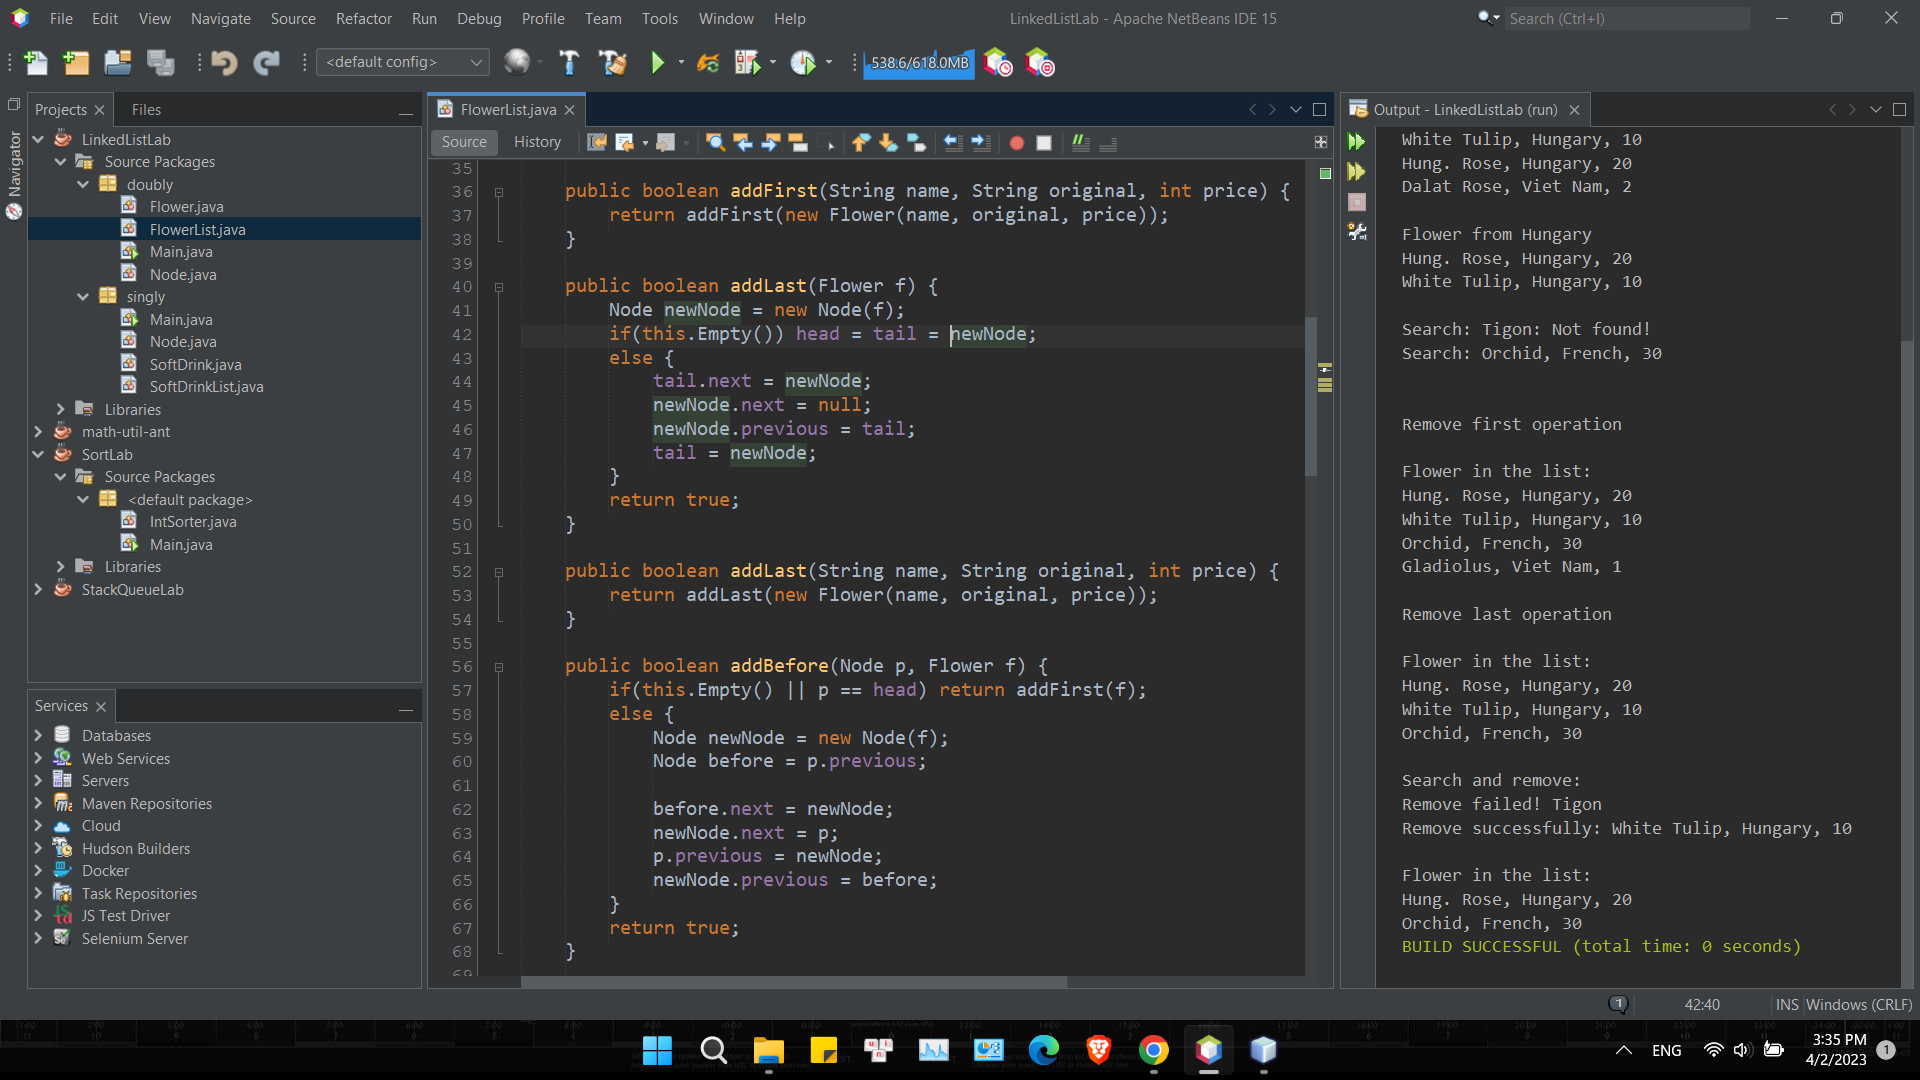 File Edit View Navigate Source Refactor Run Debug Profile Team Tools Window Help
LinkedListLab - Apache NetBeans IDE 15
Search (Ctrl+I)
<default config>
538.6/618.0MB
Projects
Files
Navigator
LinkedListLab
Source Packages
doubly
Flower.java
FlowerList.java
Main.java
Node.java
singly
Main.java
Node.java
SoftDrink.java
SoftDrinkList.java
Libraries
math-util-ant
SortLab
Source Packages
<default package>
IntSorter.java
Main.java
Libraries
StackQueueLab
Services
Databases
Web Services
Servers
Maven Repositories
Cloud
Hudson Builders
Docker
Task Repositories
JS Test Driver
Selenium Server
FlowerList.java
Source History
35
36 public boolean addFirst(String name, String original, int price) {
37 return addFirst(new Flower(name, original, price));
38 }
39
40 public boolean addLast(Flower f) {
41 Node newNode = new Node(f);
42 if(this.Empty()) head = tail = newNode;
43 else {
44 tail.next = newNode;
45 newNode.next = null;
46 newNode.previous = tail;
47 tail = newNode;
48 }
49 return true;
50 }
51
52 public boolean addLast(String name, String original, int price) {
53 return addLast(new Flower(name, original, price));
54 }
55
56 public boolean addBefore(Node p, Flower f) {
57 if(this.Empty() || p == head) return addFirst(f);
58 else {
59 Node newNode = new Node(f);
60 Node before = p.previous;
61
62 before.next = newNode;
63 newNode.next = p;
64 p.previous = newNode;
65 newNode.previous = before;
66 }
67 return true;
68 }
69
Output - LinkedListLab (run)
White Tulip, Hungary, 10
Hung. Rose, Hungary, 20
Dalat Rose, Viet Nam, 2
Flower from Hungary
Hung. Rose, Hungary, 20
White Tulip, Hungary, 10
Search: Tigon: Not found!
Search: Orchid, French, 30
Remove first operation
Flower in the list:
Hung. Rose, Hungary, 20
White Tulip, Hungary, 10
Orchid, French, 30
Gladiolus, Viet Nam, 1
Remove last operation
Flower in the list:
Hung. Rose, Hungary, 20
White Tulip, Hungary, 10
Orchid, French, 30
Search and remove:
Remove failed! Tigon
Remove successfully: White Tulip, Hungary, 10
Flower in the list:
Hung. Rose, Hungary, 20
Orchid, French, 30
BUILD SUCCESSFUL (total time: 0 seconds)
1
42:40
INS
Windows (CRLF)
ENG
3:35 PM
4/2/2023
1